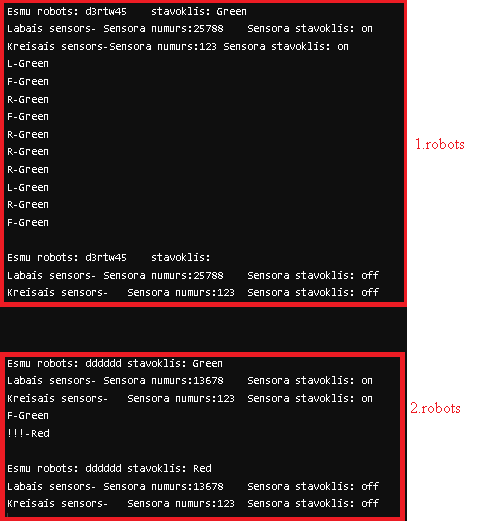 Esmu robots: d3rtw45    stavoklis: Green
Labais sensors- Sensora numurs:25788    Sensora stavoklis: on
Kreisais sensors-Sensora numurs:123 Sensora stavoklis: on
L-Green
F-Green
R-Green
F-Green
R-Green
R-Green
R-Green
L-Green
R-Green
F-Green
1.robots
Esmu robots: d3rtw45    stavoklis:
Labais sensors- Sensora numurs:25788    Sensora stavoklis: off
Kreisais sensors-   Sensora numurs:123  Sensora stavoklis: off
Esmu robots: dddddd stavoklis: Green
Labais sensors- Sensora numurs:13678    Sensora stavoklis: on
Kreisais sensors-   Sensora numurs:123  Sensora stavoklis: on
F-Green
!!!-Red
2.robots
Esmu robots: dddddd stavoklis: Red
Labais sensors- Sensora numurs:13678    Sensora stavoklis: off
Kreisais sensors-   Sensora numurs:123  Sensora stavoklis: off